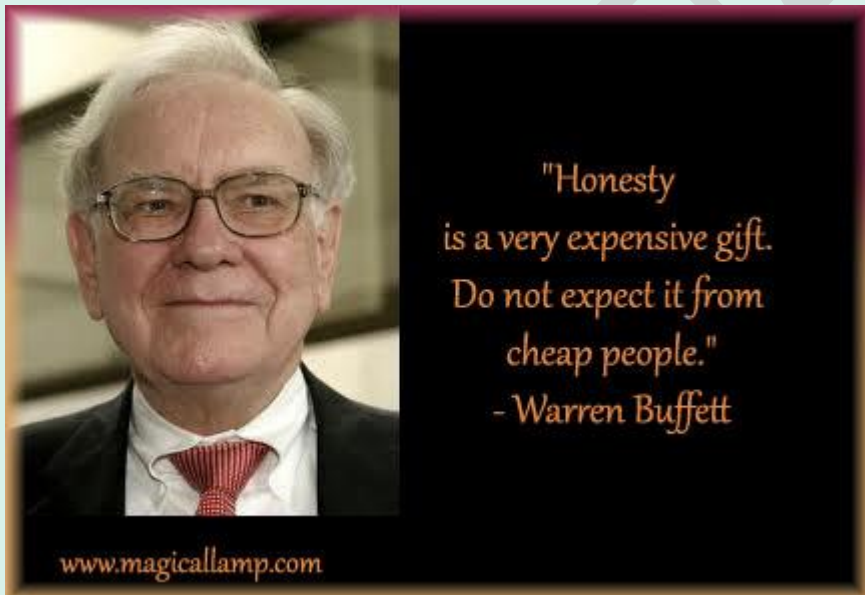 "Honesty
is a very expensive gift.
Do not expect it from
cheap people."
- Warren Buffett
www.magicallamp.com